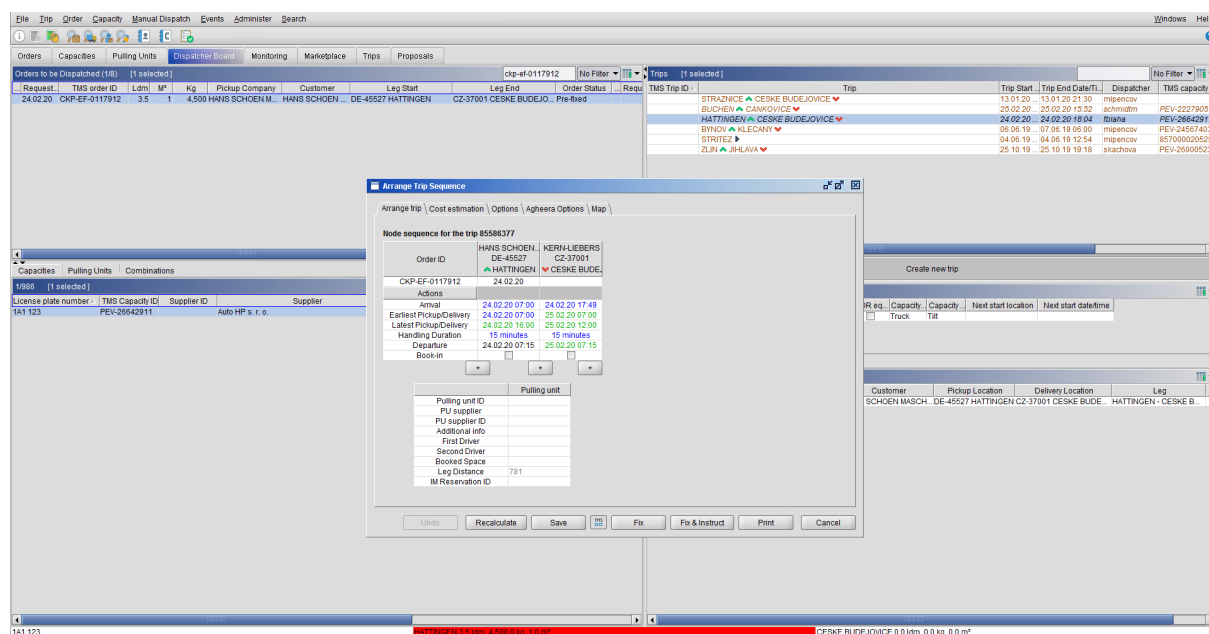 File Trip Order Capacity Manual Dispatch Events Administer Search Windows Hel
Orders Capacities Pulling Units Dispatcher Board Monitoring Marketplace Trips Proposals
Orders to be Dispatched (1/8) [1 selected] ckp-ef-0117912 No Filter
... Request... TMS order ID Ldm M³ Kg Pickup Company Customer Leg Start Leg End Order Status ... Requ
24.02.20 CKP-EF-0117912 3.5 1 4,500 HANS SCHOEN M... HANS SCHOEN ... DE-45527 HATTINGEN CZ-37001 CESKE BUDEJO... Pre-fixed
Trips [1 selected] No Filter
TMS Trip ID Trip Trip Start... Trip End Date/Ti... Dispatcher TMS capacity
STRAZNICE CESKE BUDEJOVICE 13.01.20 ... 13.01.20 21:30 mipencov
BUCHEN CANKOVICE 25.02.20 ... 25.02.20 15:52 schmidtm PEV-2227905
HATTINGEN CESKE BUDEJOVICE 24.02.20 ... 24.02.20 18:04 fblaha PEV-2664291
BYNOV KLECANY 06.06.19 ... 07.06.19 06:00 mipencov PEV-2456740
STRITEZ 04.06.19 ... 04.06.19 12:54 mipencov 8570000205
ZLIN JIHLAVA 25.10.19 ... 25.10.19 19:18 skachova PEV-2600052
Arrange Trip Sequence
Arrange trip Cost estimation Options Agheera Options Map
Node sequence for the trip 85586377
Order ID
HANS SCHOEN... KERN-LIEBERS
DE-45527 CZ-37001
HATTINGEN CESKE BUDE...
CKP-EF-0117912 24.02.20
Actions
Arrival 24.02.20 07:00 24.02.20 17:49
Earliest Pickup/Delivery 24.02.20 07:00 25.02.20 07:00
Latest Pickup/Delivery 24.02.20 16:00 25.02.20 12:00
Handling Duration 15 minutes 15 minutes
Departure 24.02.20 07:15 25.02.20 07:15
Book-in
+ + +
Pulling unit
Pulling unit ID
PU supplier
PU supplier ID
Additional info
First Driver
Second Driver
Booked Space
Leg Distance 781
IM Reservation ID
Undo Recalculate Save TMS Fix Fix & Instruct Print Cancel
Capacities Pulling Units Combinations
1/986 [1 selected]
License plate number TMS Capacity ID Supplier ID Supplier
1A1 123 PEV-26642911 Auto HP s. r. o.
Create new trip
R eq... Capacity... Capacity ... Next start location Next start date/time
Truck Tilt
Customer Pickup Location Delivery Location Leg
SCHOEN MASCH... DE-45527 HATTINGEN CZ-37001 CESKE BUDE... HATTINGEN - CESKE B...
1A1 123 HATTINGEN 3.5 ldm, 4,500.0 kg, 1.0 m³ CESKE BUDEJOVICE 0.0 ldm, 0.0 kg, 0.0 m³